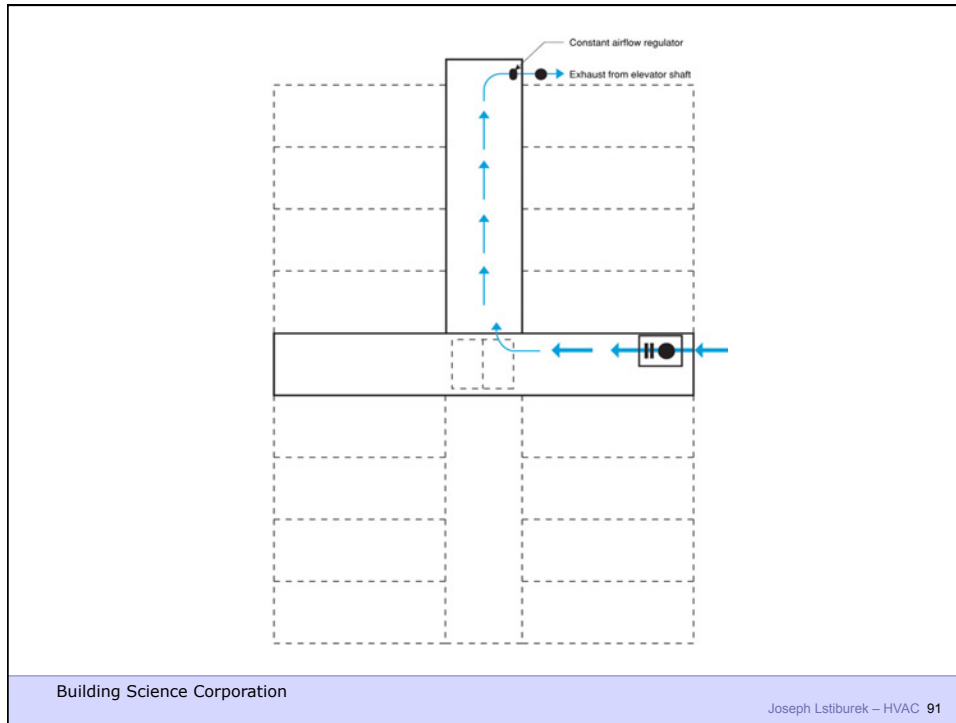 Constant airflow regulator
Exhaust from elevator shaft
Building Science Corporation
Joseph Lstiburek – HVAC 91